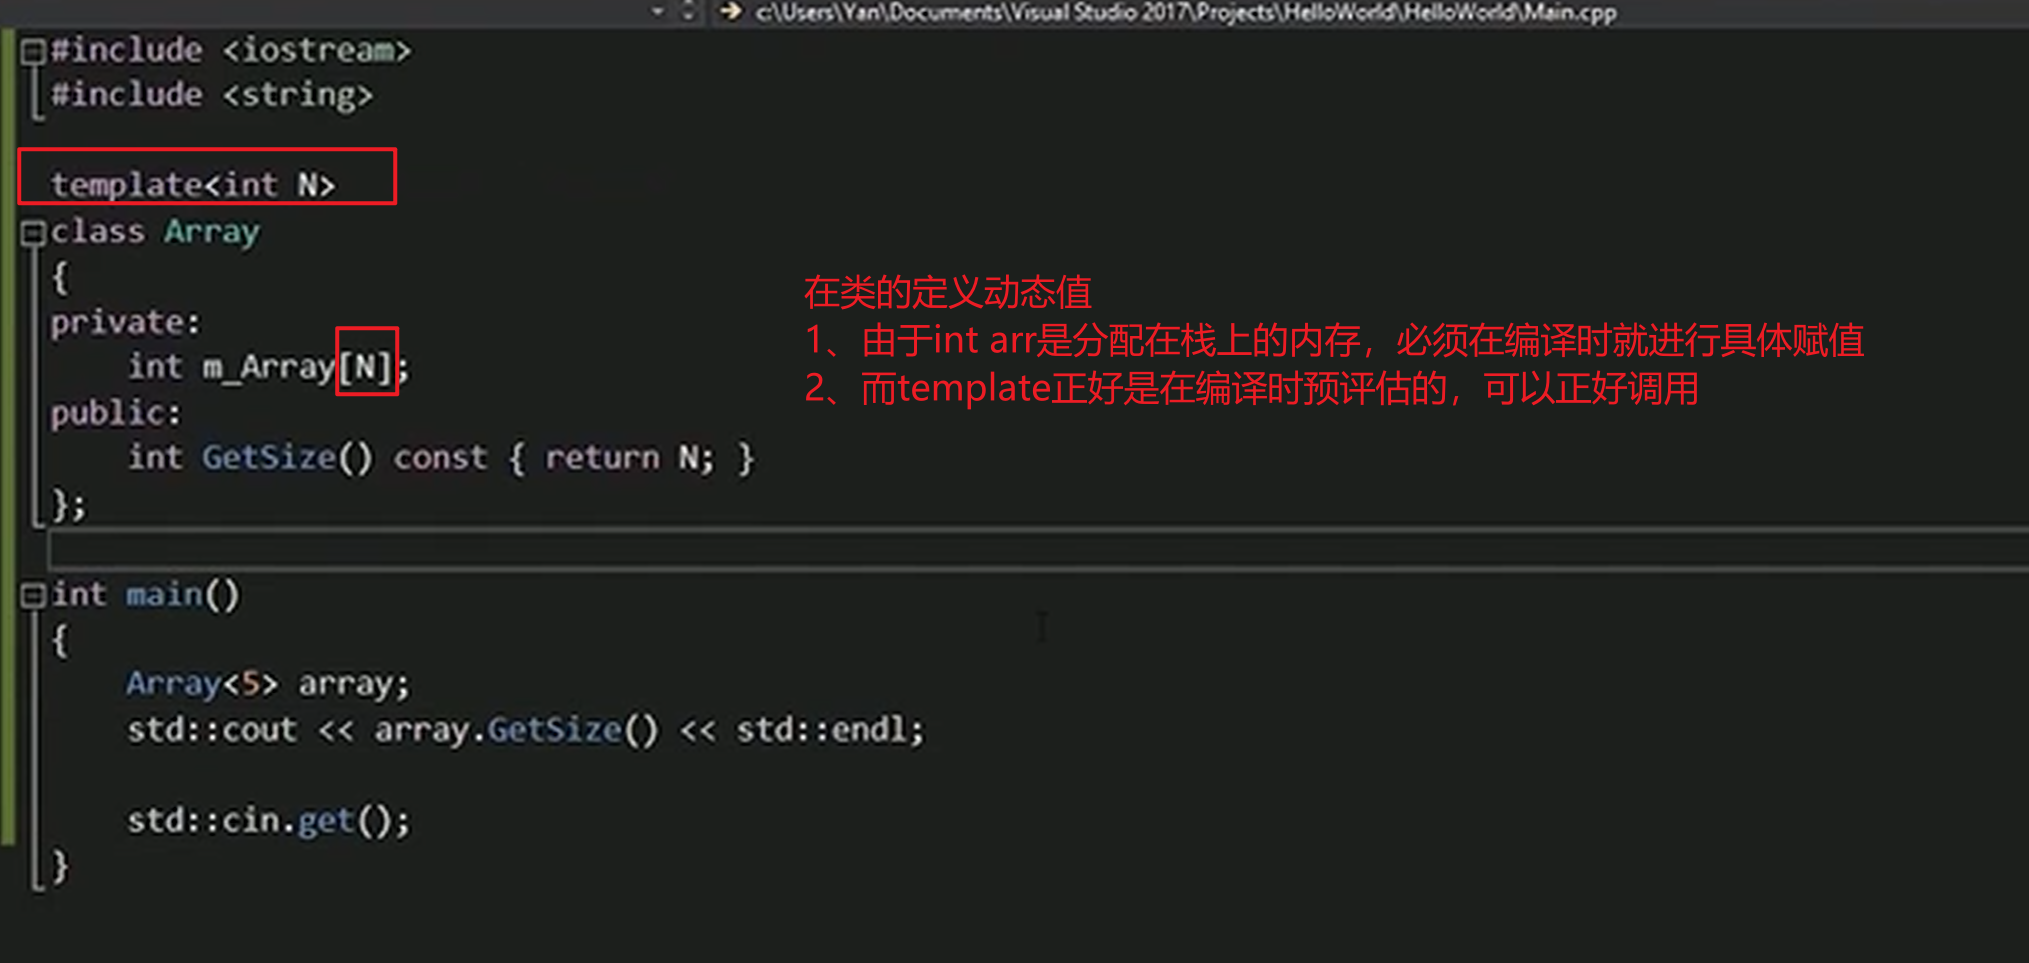 c:\Users\Yan\Documents\Visual Studio 2017\Projects\HelloWorld\HelloWorld\Main.cpp
#include <iostream>
#include <string>
template<int N>
class Array
{
private:
int m_Array[N];
public:
int GetSize() const { return N; }
};
在类的定义动态值
1、由于int arr是分配在栈上的内存，必须在编译时就进行具体赋值
2、而template正好是在编译时预评估的，可以正好调用
int main()
{
Array<5> array;
std::cout << array.GetSize() << std::endl;
std::cin.get();
}